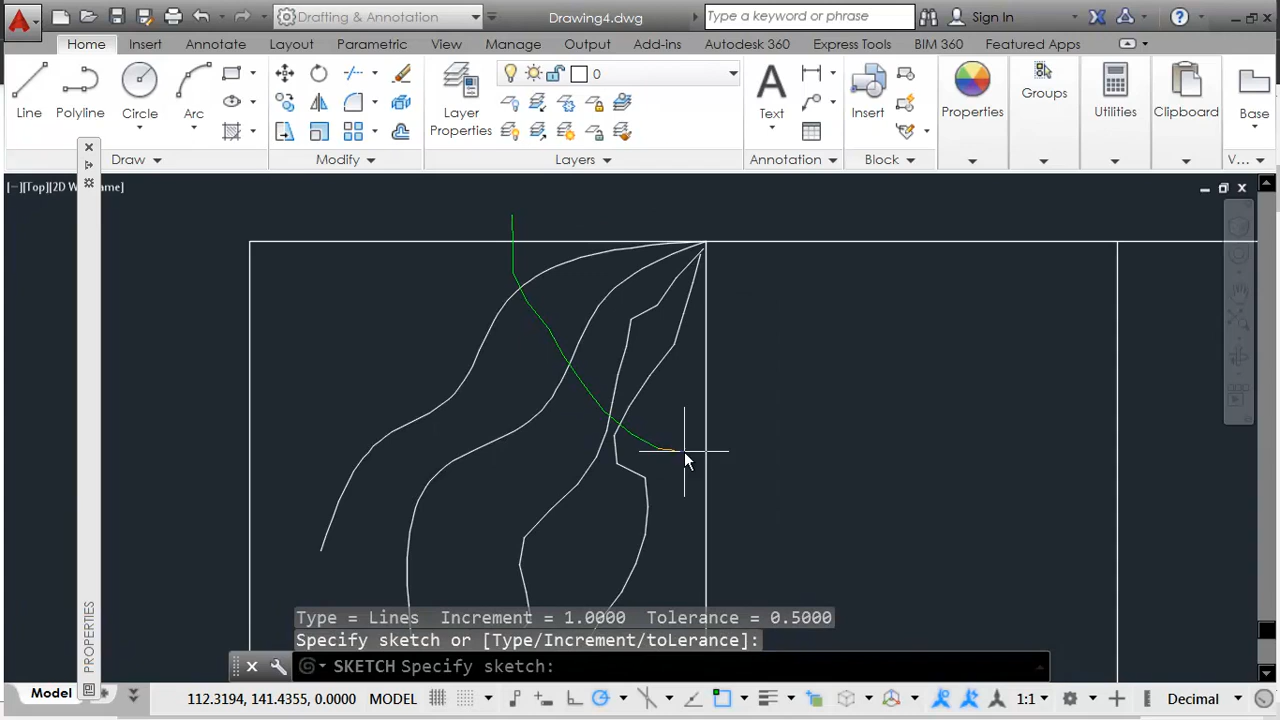 Drafting & Annotation
Drawing4.dwg
Type a keyword or phrase
Sign In
Home Insert Annotate Layout Parametric View Manage Output Add-ins Autodesk 360 Express Tools BIM 360 Featured Apps
0
Line Polyline Circle Arc
Layer Properties
Text
Insert
Properties
Groups
Utilities
Clipboard
Base
Draw Modify Layers Annotation Block V...
[−][Top][2D W ame]
PROPERTIES
Type = Lines Increment = 1.0000 Tolerance = 0.5000
Specify sketch or [Type/Increment/toLerance]:
SKETCH Specify sketch:
Model
112.3194, 141.4355, 0.0000 MODEL 1:1 Decimal